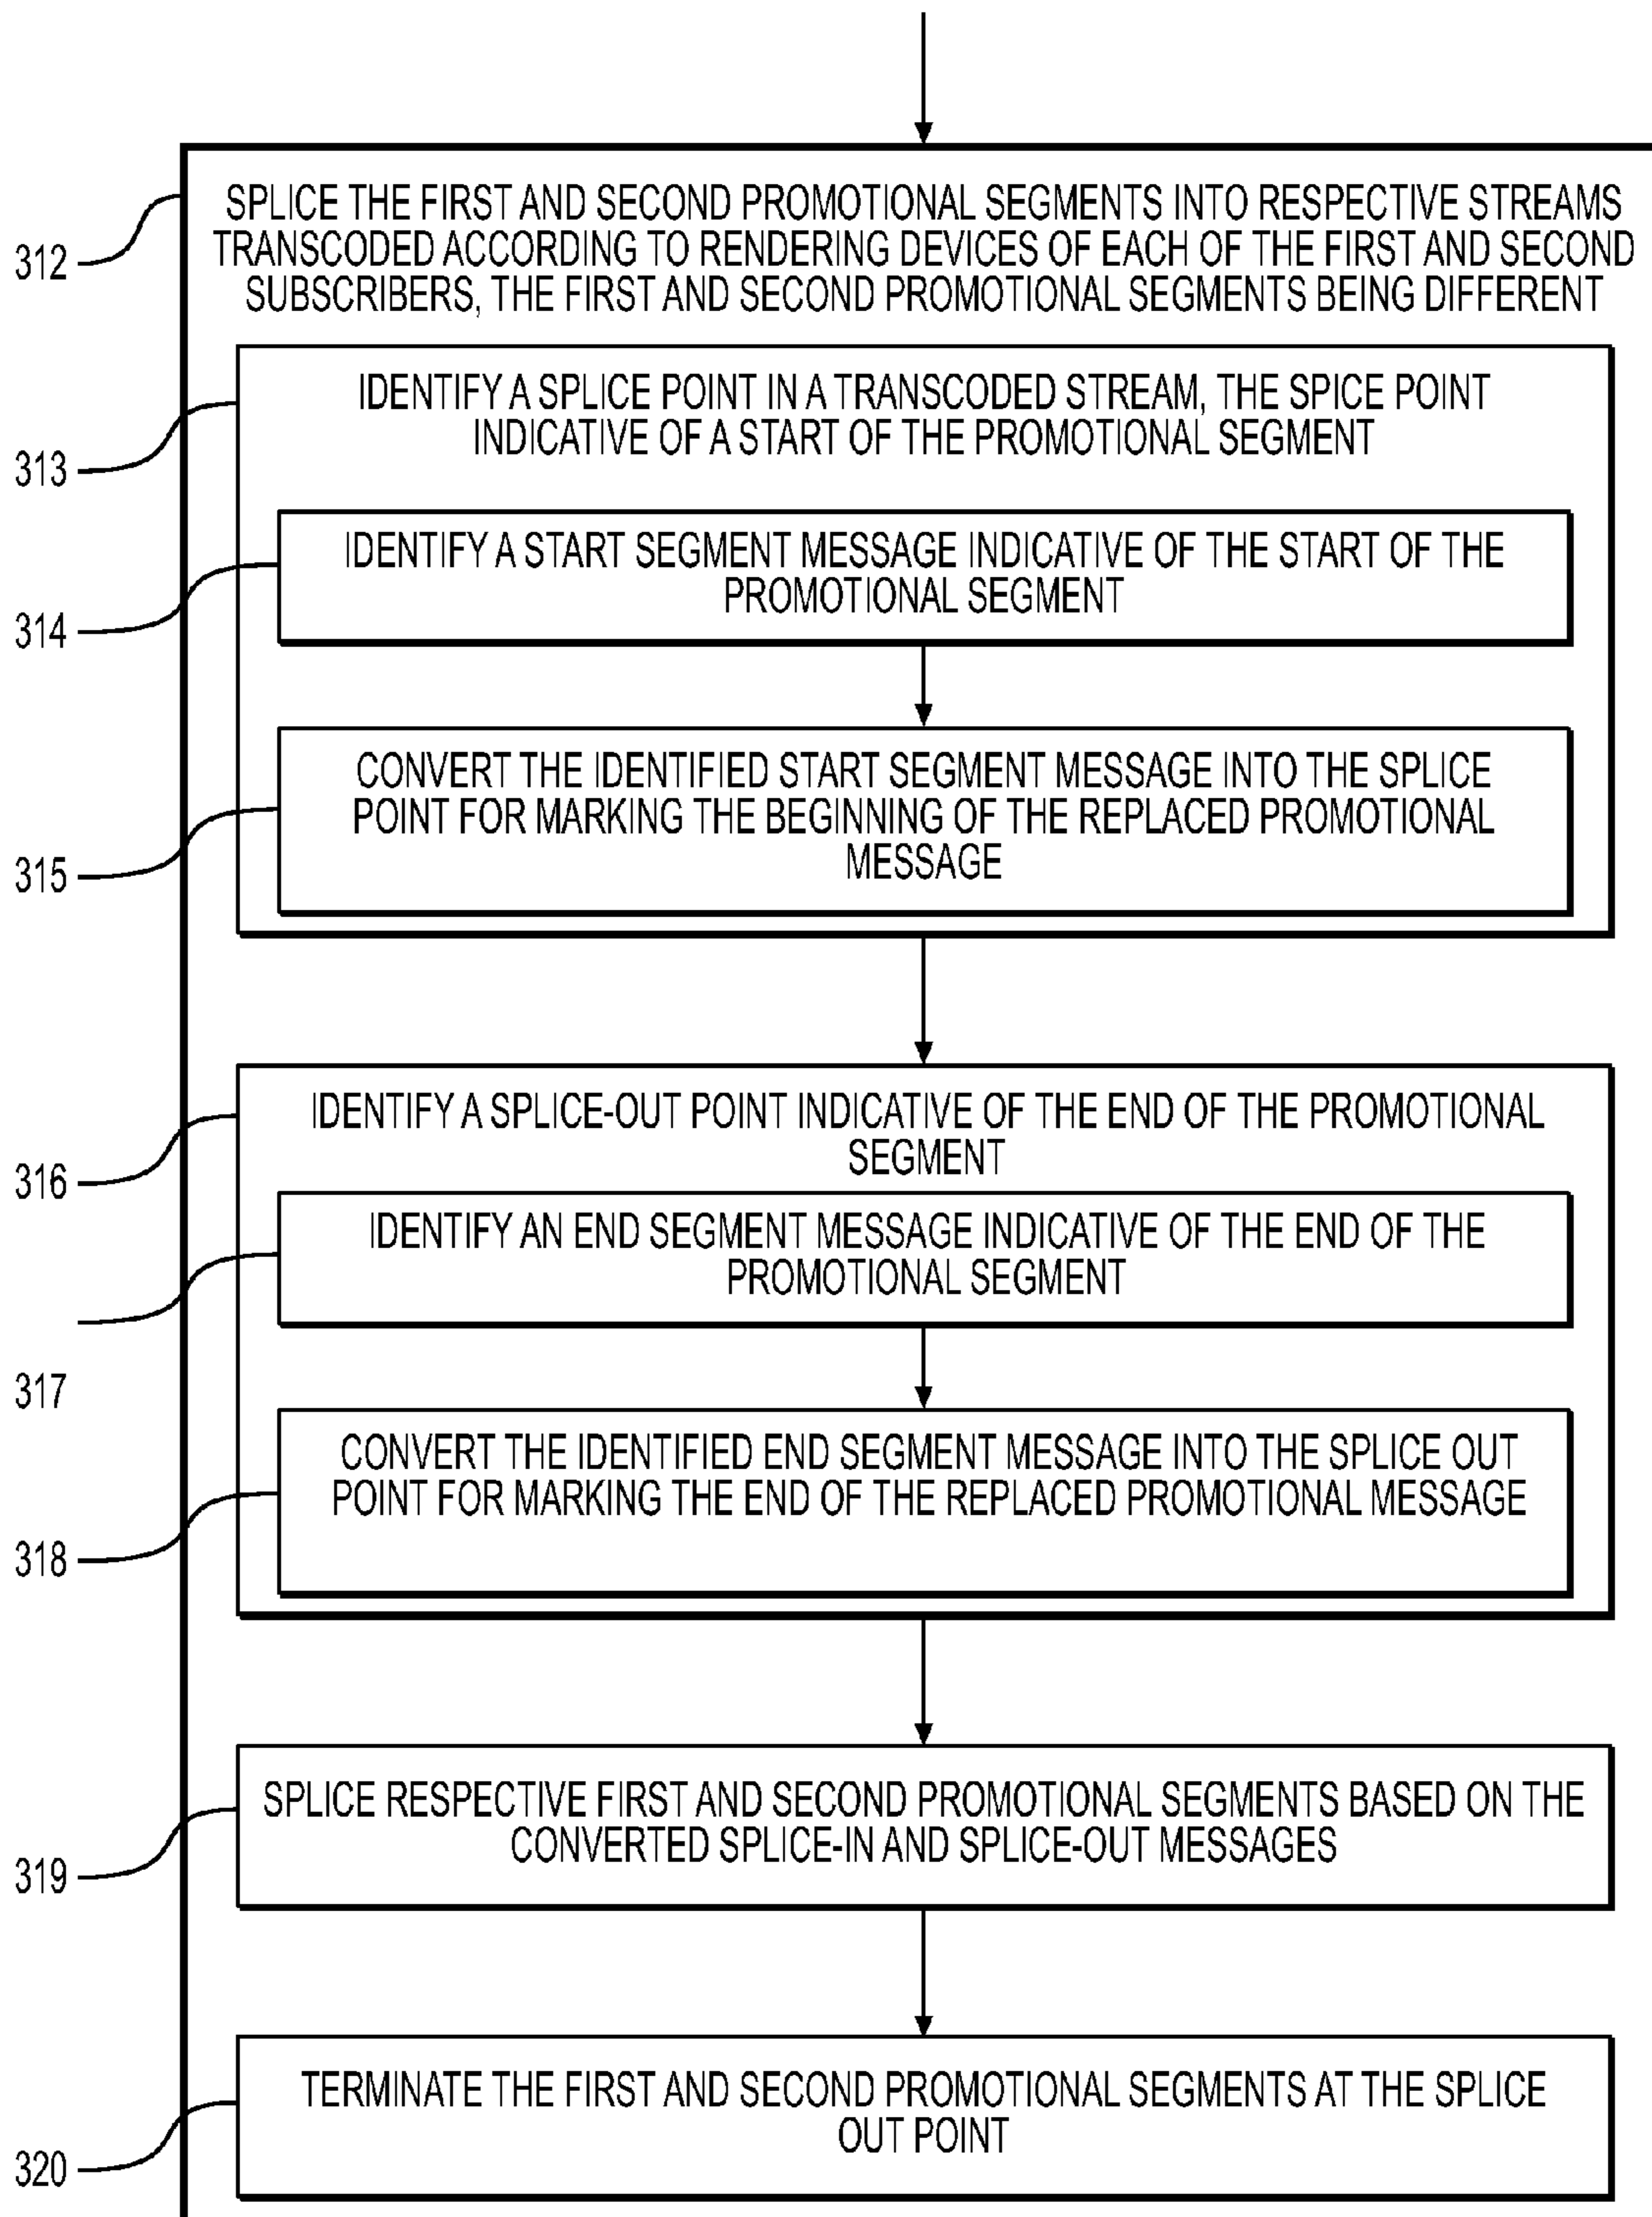 SPLICE THE FIRST AND SECOND PROMOTIONAL SEGMENTS INTO RESPECTIVE STREAMS
TRANSCODED ACCORDING TO RENDERING DEVICES OF EACH OF THE FIRST AND SECOND
SUBSCRIBERS, THE FIRST AND SECOND PROMOTIONAL SEGMENTS BEING DIFFERENT
312
IDENTIFY A SPLICE POINT IN A TRANSCODED STREAM, THE SPICE POINT
INDICATIVE OF A START OF THE PROMOTIONAL SEGMENT
313
IDENTIFY A START SEGMENT MESSAGE INDICATIVE OF THE START OF THE
PROMOTIONAL SEGMENT
314
CONVERT THE IDENTIFIED START SEGMENT MESSAGE INTO THE SPLICE
POINT FOR MARKING THE BEGINNING OF THE REPLACED PROMOTIONAL
MESSAGE
315
IDENTIFY A SPLICE-OUT POINT INDICATIVE OF THE END OF THE PROMOTIONAL
SEGMENT
316
IDENTIFY AN END SEGMENT MESSAGE INDICATIVE OF THE END OF THE
PROMOTIONAL SEGMENT
317
CONVERT THE IDENTIFIED END SEGMENT MESSAGE INTO THE SPLICE OUT
POINT FOR MARKING THE END OF THE REPLACED PROMOTIONAL MESSAGE
318
SPLICE RESPECTIVE FIRST AND SECOND PROMOTIONAL SEGMENTS BASED ON THE
CONVERTED SPLICE-IN AND SPLICE-OUT MESSAGES
319
TERMINATE THE FIRST AND SECOND PROMOTIONAL SEGMENTS AT THE SPLICE
OUT POINT
320